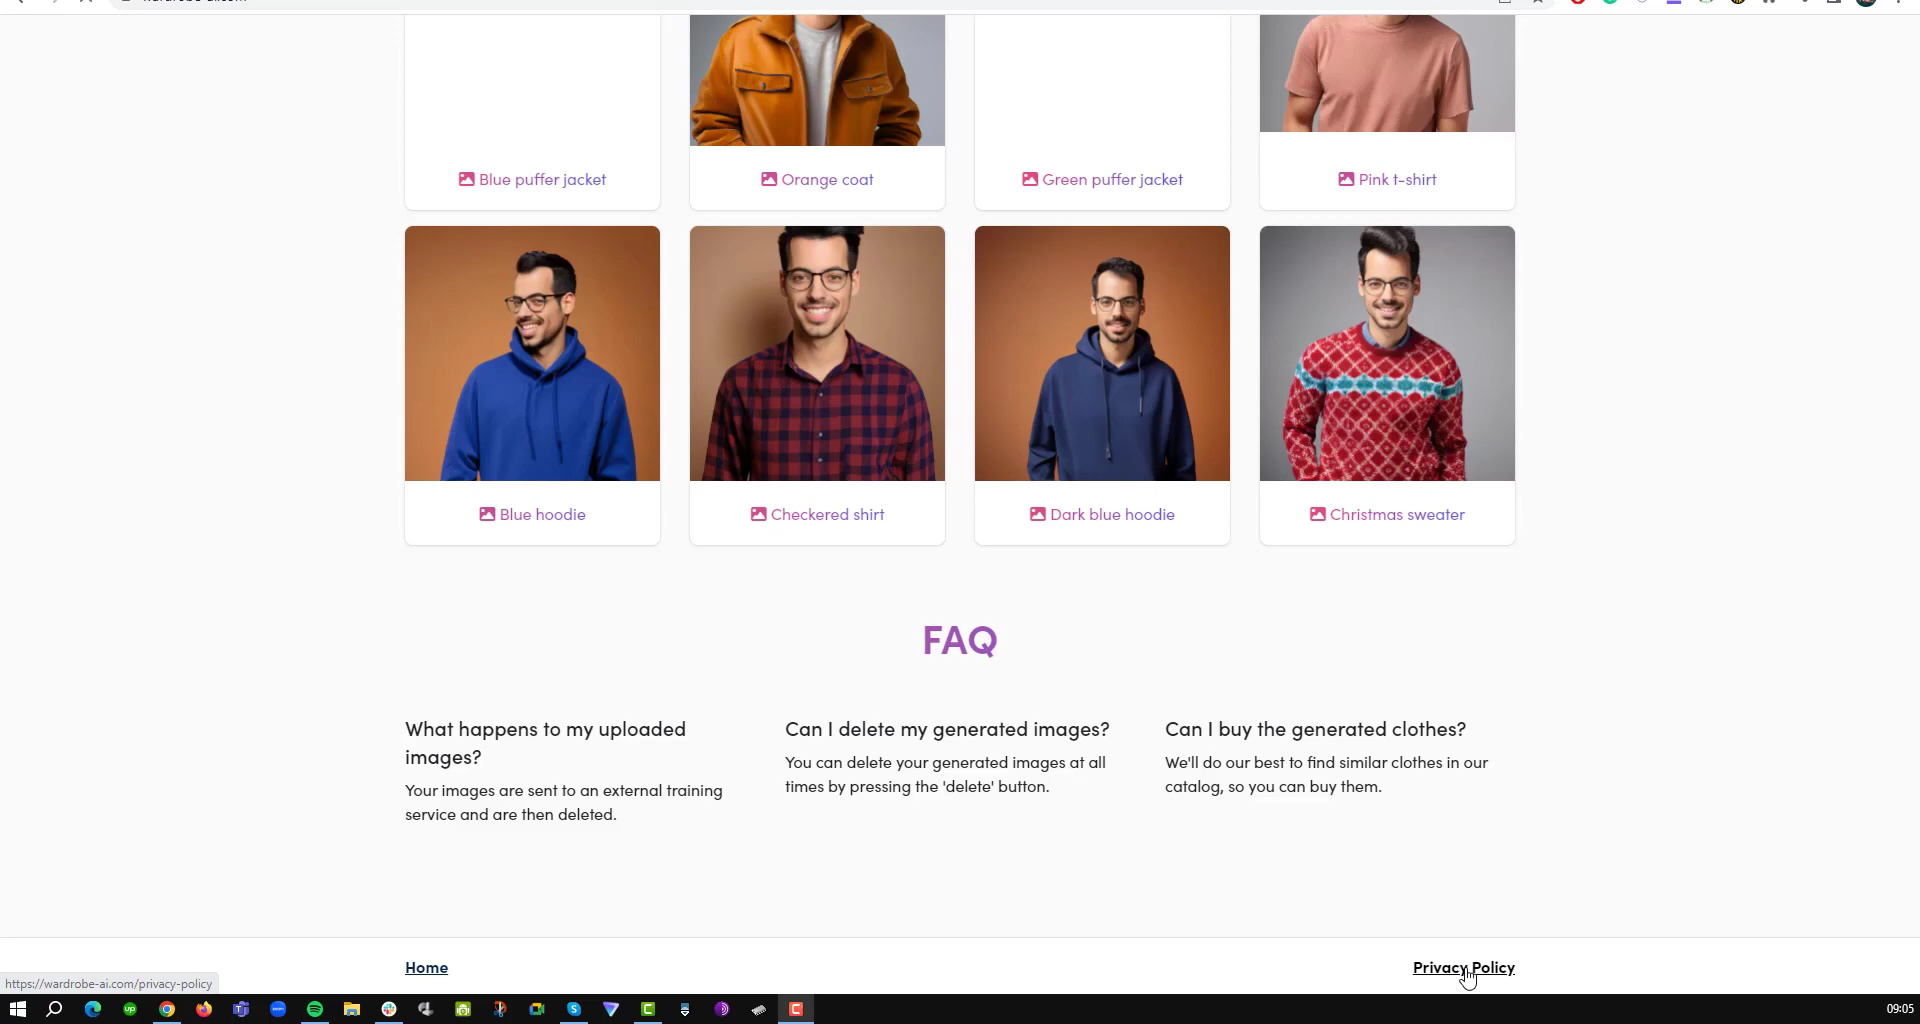 Blue puffer jacket
Orange coat
Green puffer jacket
Pink t-shirt
Blue hoodie
Checkered shirt
Dark blue hoodie
Christmas sweater
FAQ
What happens to my uploaded
images?
Your images are sent to an external training
service and are then deleted.
Can I delete my generated images?
You can delete your generated images at all
times by pressing the 'delete' button.
Can I buy the generated clothes?
We'll do our best to find similar clothes in our
catalog, so you can buy them.
Home
Privacy Policy
https://wardrobe-ai.com/privacy-policy
09:05